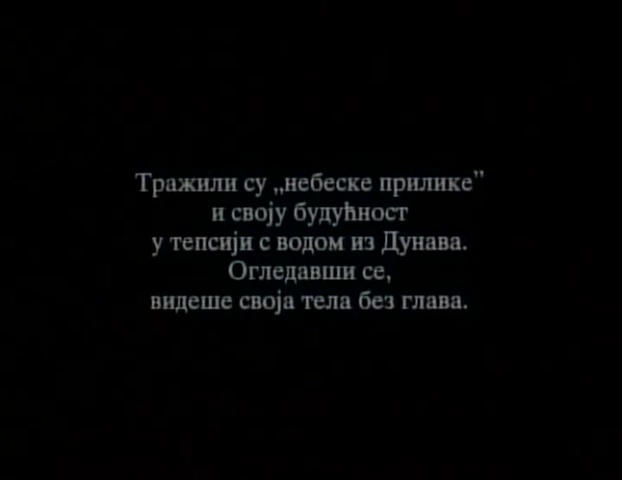 Тражили су „небеске прилике”
и своју будућност
у тепсији с водом из Дунава.
Огледавши се,
видеше своја тела без глава.